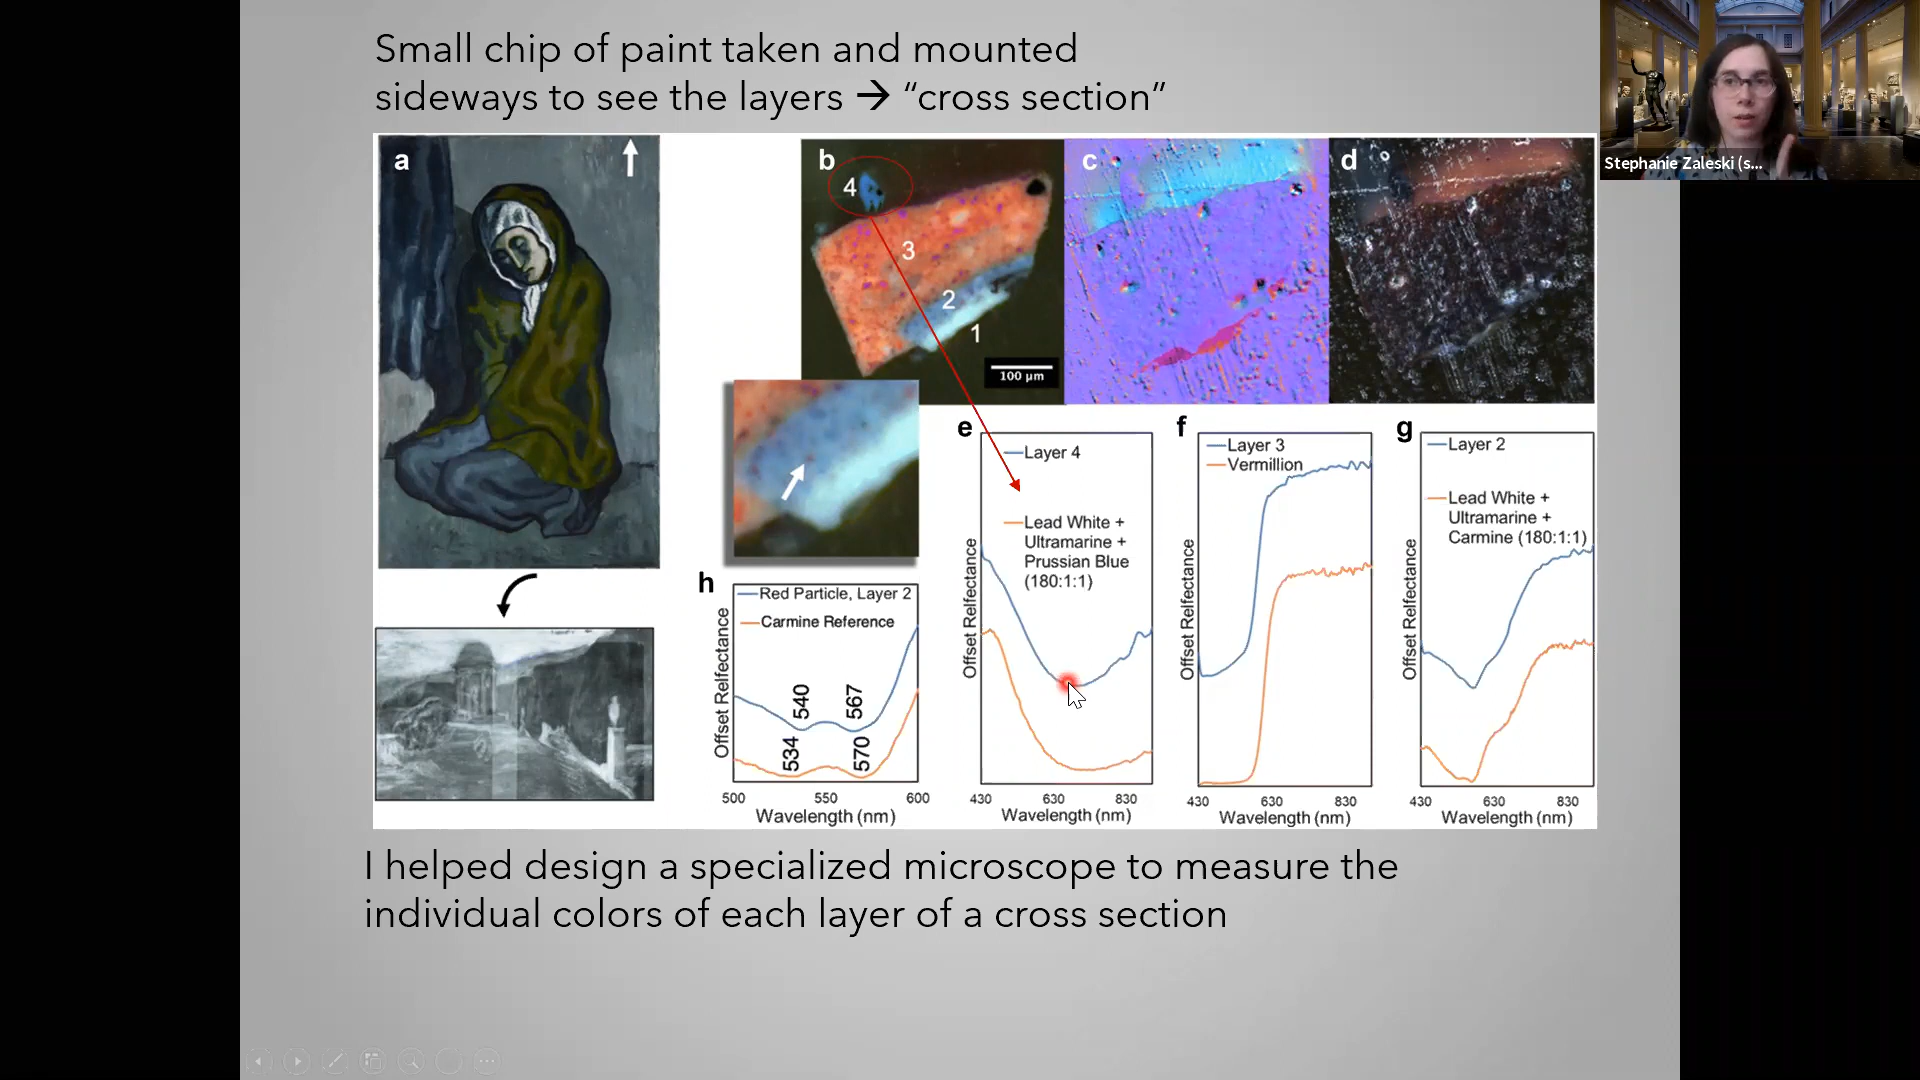 Small chip of paint taken and mounted
sideways to see the layers → “cross section”
Stephanie Zaleski (s...
a
b
4
3
2
1
100 µm
c
d
e
Layer 4
Lead White +
Ultramarine +
Prussian Blue
(180:1:1)
Offset Relfectance
430 630 830
Wavelength (nm)
f
Layer 3
Vermillion
Offset Relfectance
430 630 830
Wavelength (nm)
g
Layer 2
Lead White +
Ultramarine +
Carmine (180:1:1)
Offset Relfectance
430 630 830
Wavelength (nm)
h
Red Particle, Layer 2
Carmine Reference
540 567
534 570
Offset Relfectance
500 550 600
Wavelength (nm)
I helped design a specialized microscope to measure the
individual colors of each layer of a cross section